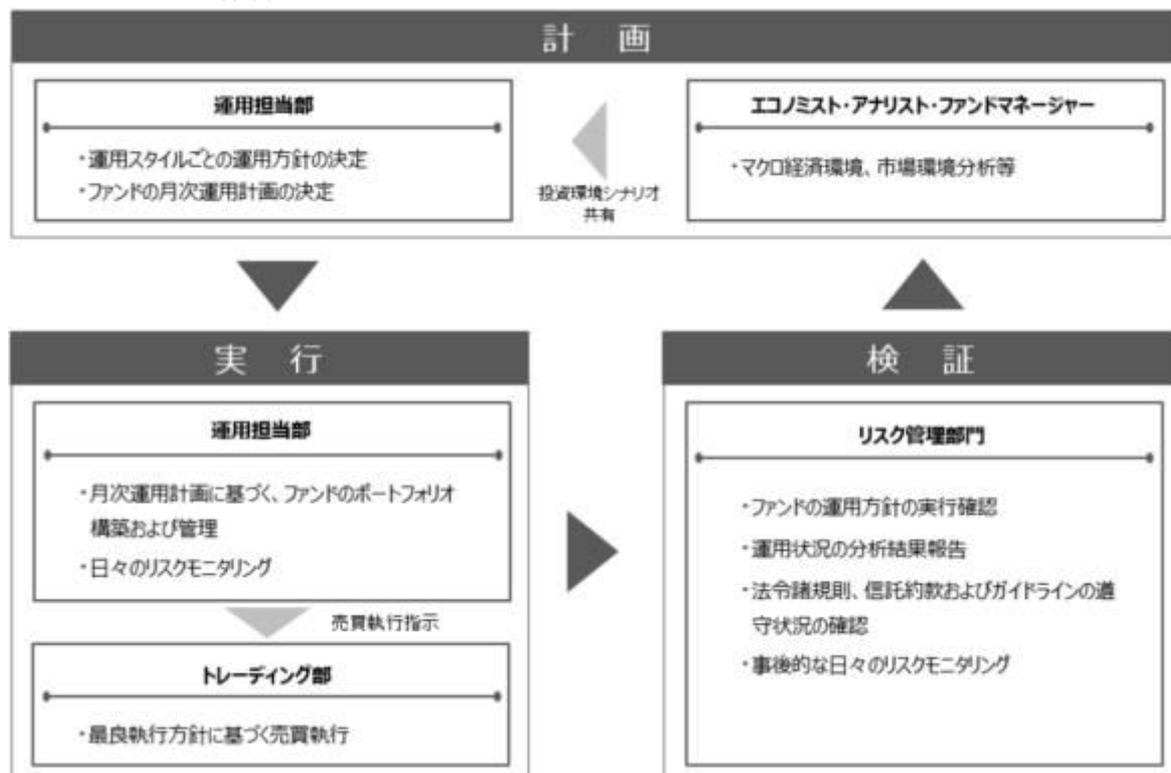 計 画
運用担当部
・運用スタイルごとの運用方針の決定
・ファンドの月次運用計画の決定
投資環境シナリオ
共有
エコノミスト・アナリスト・ファンドマネージャー
・マクロ経済環境、市場環境分析等
実 行
運用担当部
・月次運用計画に基づく、ファンドのポートフォリオ
構築および管理
・日々のリスクモニタリング
売買執行指示
トレーディング部
・最良執行方針に基づく売買執行
検 証
リスク管理部門
・ファンドの運用方針の実行確認
・運用状況の分析結果報告
・法令諸規則、信託約款およびガイドラインの遵
守状況の確認
・事後的な日々のリスクモニタリング